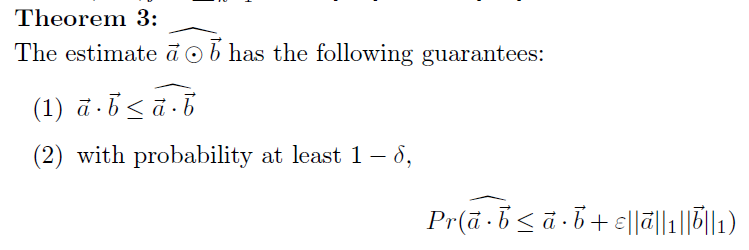 Theorem 3:
The estimate $\widehat{\vec{a} \odot \vec{b}}$ has the following guarantees:
(1) $\vec{a} \cdot \vec{b} \leq \widehat{\vec{a} \cdot \vec{b}}$
(2) with probability at least $1 - \delta$,
$Pr(\widehat{\vec{a} \cdot \vec{b}} \leq \vec{a} \cdot \vec{b} + \varepsilon ||\vec{a}||_1 ||\vec{b}||_1)$